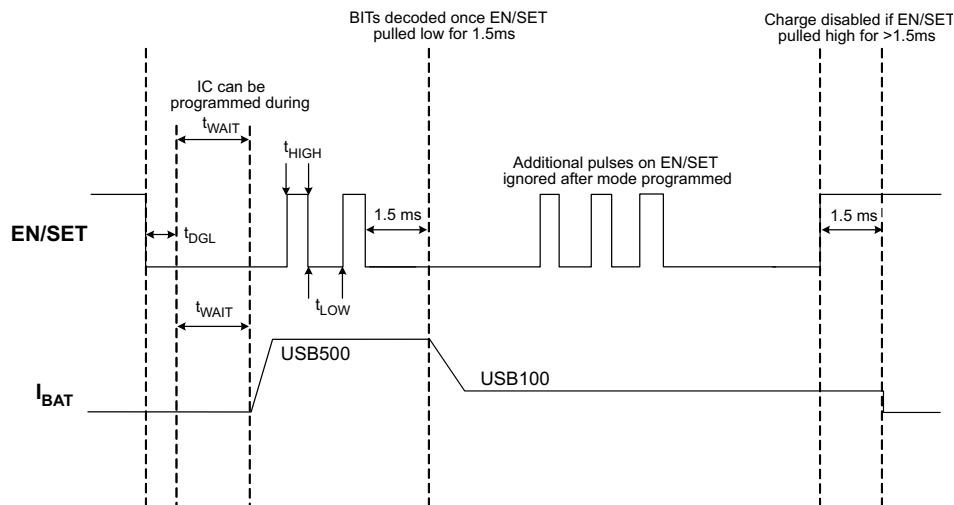 BITs decoded once EN/SET
pulled low for 1.5ms
Charge disabled if EN/SET
pulled high for >1.5ms
IC can be
programmed during
tWAIT
tHIGH
Additional pulses on EN/SET
ignored after mode programmed
EN/SET
tDGL
1.5 ms
1.5 ms
tLOW
tWAIT
USB500
USB100
IBAT